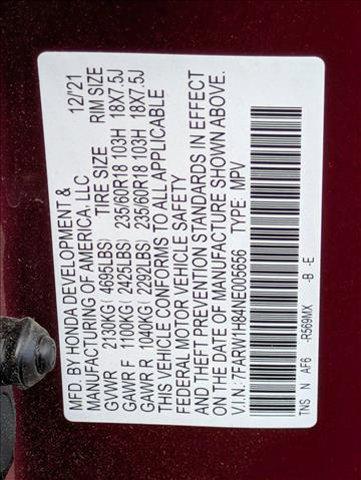 MFD. BY HONDA DEVELOPMENT & 12/'21
MANUFACTURING OF AMERICA, LLC
TIRE SIZE RIM SIZE
GVWR 2130KG ( 4695LBS)
GAWR F 1100KG ( 2425LBS) 235/60R18 103H 18X7.5J
GAWR R 1040KG ( 2292LBS) 235/60R18 103H 18X7.5J
THIS VEHICLE CONFORMS TO ALL APPLICABLE
FEDERAL MOTOR VEHICLE SAFETY
AND THEFT PREVENTION STANDARDS IN EFFECT
ON THE DATE OF MANUFACTURE SHOWN ABOVE.
V.I.N: 7FARW1H84NE005656 TYPE: MPV
TNS N AF6 -R569MX -B -E